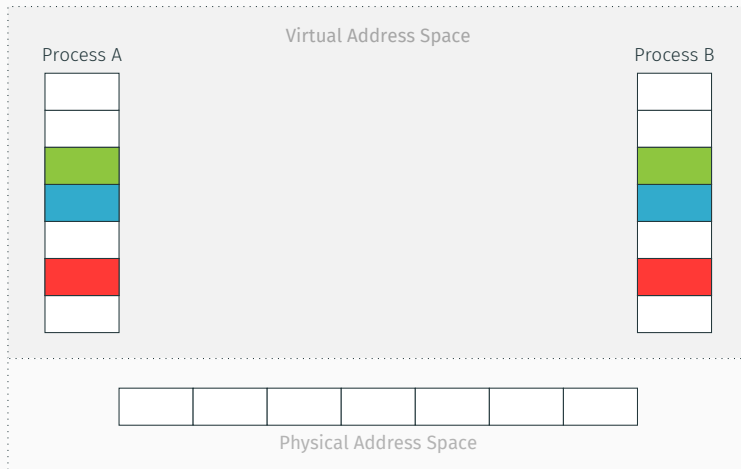 Virtual Address Space
Process A
Process B
Physical Address Space